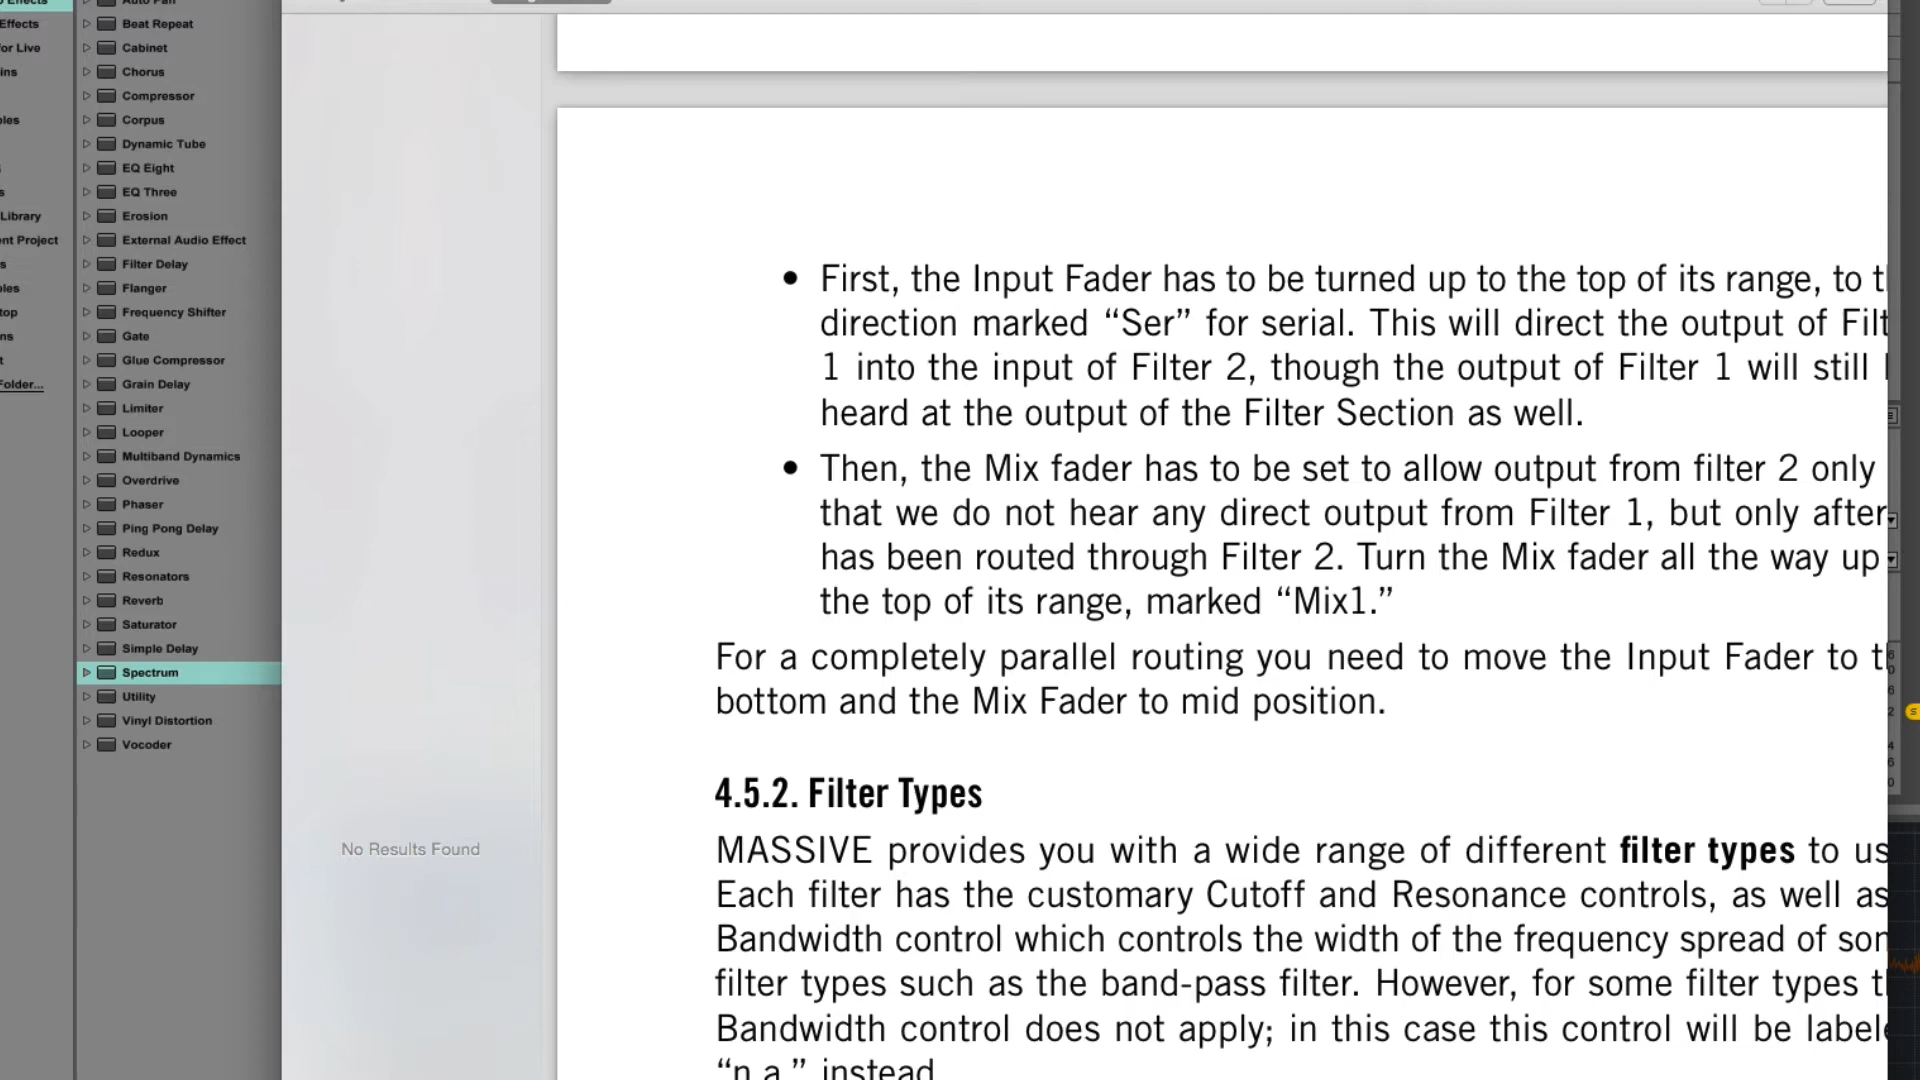 Effects
for Live
ins
Library
Folder...
Beat Repeat
Cabinet
Chorus
Compressor
Corpus
Dynamic Tube
EQ Eight
EQ Three
Erosion
External Audio Effect
Filter Delay
Flanger
Frequency Shifter
Gate
Glue Compressor
Grain Delay
Limiter
Looper
Multiband Dynamics
Overdrive
Phaser
Ping Pong Delay
Redux
Resonators
Reverb
Saturator
Simple Delay
Spectrum
Utility
Vinyl Distortion
Vocoder
No Results Found
• First, the Input Fader has to be turned up to the top of its range, to
direction marked “Ser” for serial. This will direct the output of Filt
1 into the input of Filter 2, though the output of Filter 1 will still
heard at the output of the Filter Section as well.
• Then, the Mix fader has to be set to allow output from filter 2 only
that we do not hear any direct output from Filter 1, but only after
has been routed through Filter 2. Turn the Mix fader all the way up
the top of its range, marked “Mix1.”
For a completely parallel routing you need to move the Input Fader to
bottom and the Mix Fader to mid position.
4.5.2. Filter Types
MASSIVE provides you with a wide range of different filter types to us
Each filter has the customary Cutoff and Resonance controls, as well as
Bandwidth control which controls the width of the frequency spread of
filter types such as the band-pass filter. However, for some filter types
Bandwidth control does not apply; in this case this control will be label
“n.a.” instead